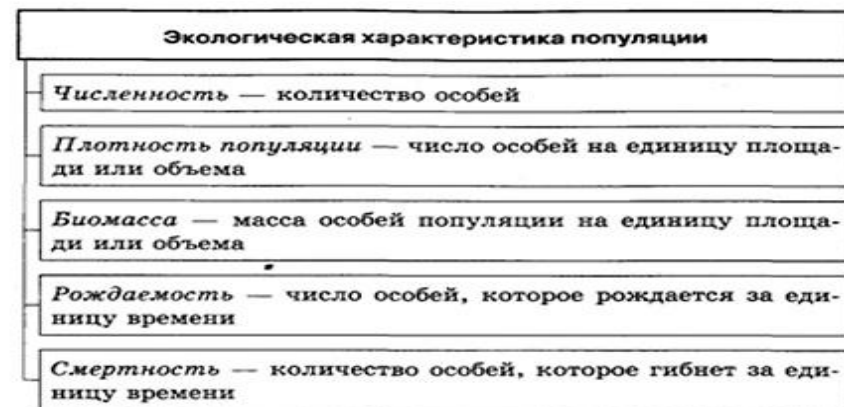 Экологическая характеристика популяции
Численность — количество особей
Плотность популяции — число особей на единицу площа-
ди или объема
Биомасса — масса особей популяции на единицу площа-
ди или объема
Рождаемость — число особей, которое рождается за еди-
ницу времени
Смертность — количество особей, которое гибнет за еди-
ницу времени